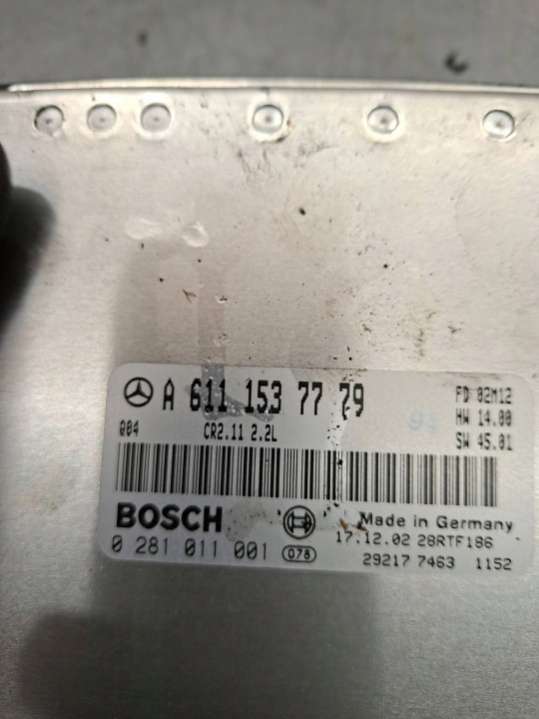 A 611 153 77 79
FD 02M12
HW 14.00
SW 45.01
Q04 CR2.11 2.2L
BOSCH
Made in Germany
17.12.02 28RTF186
0 281 011 001 078
29217 7463 1152